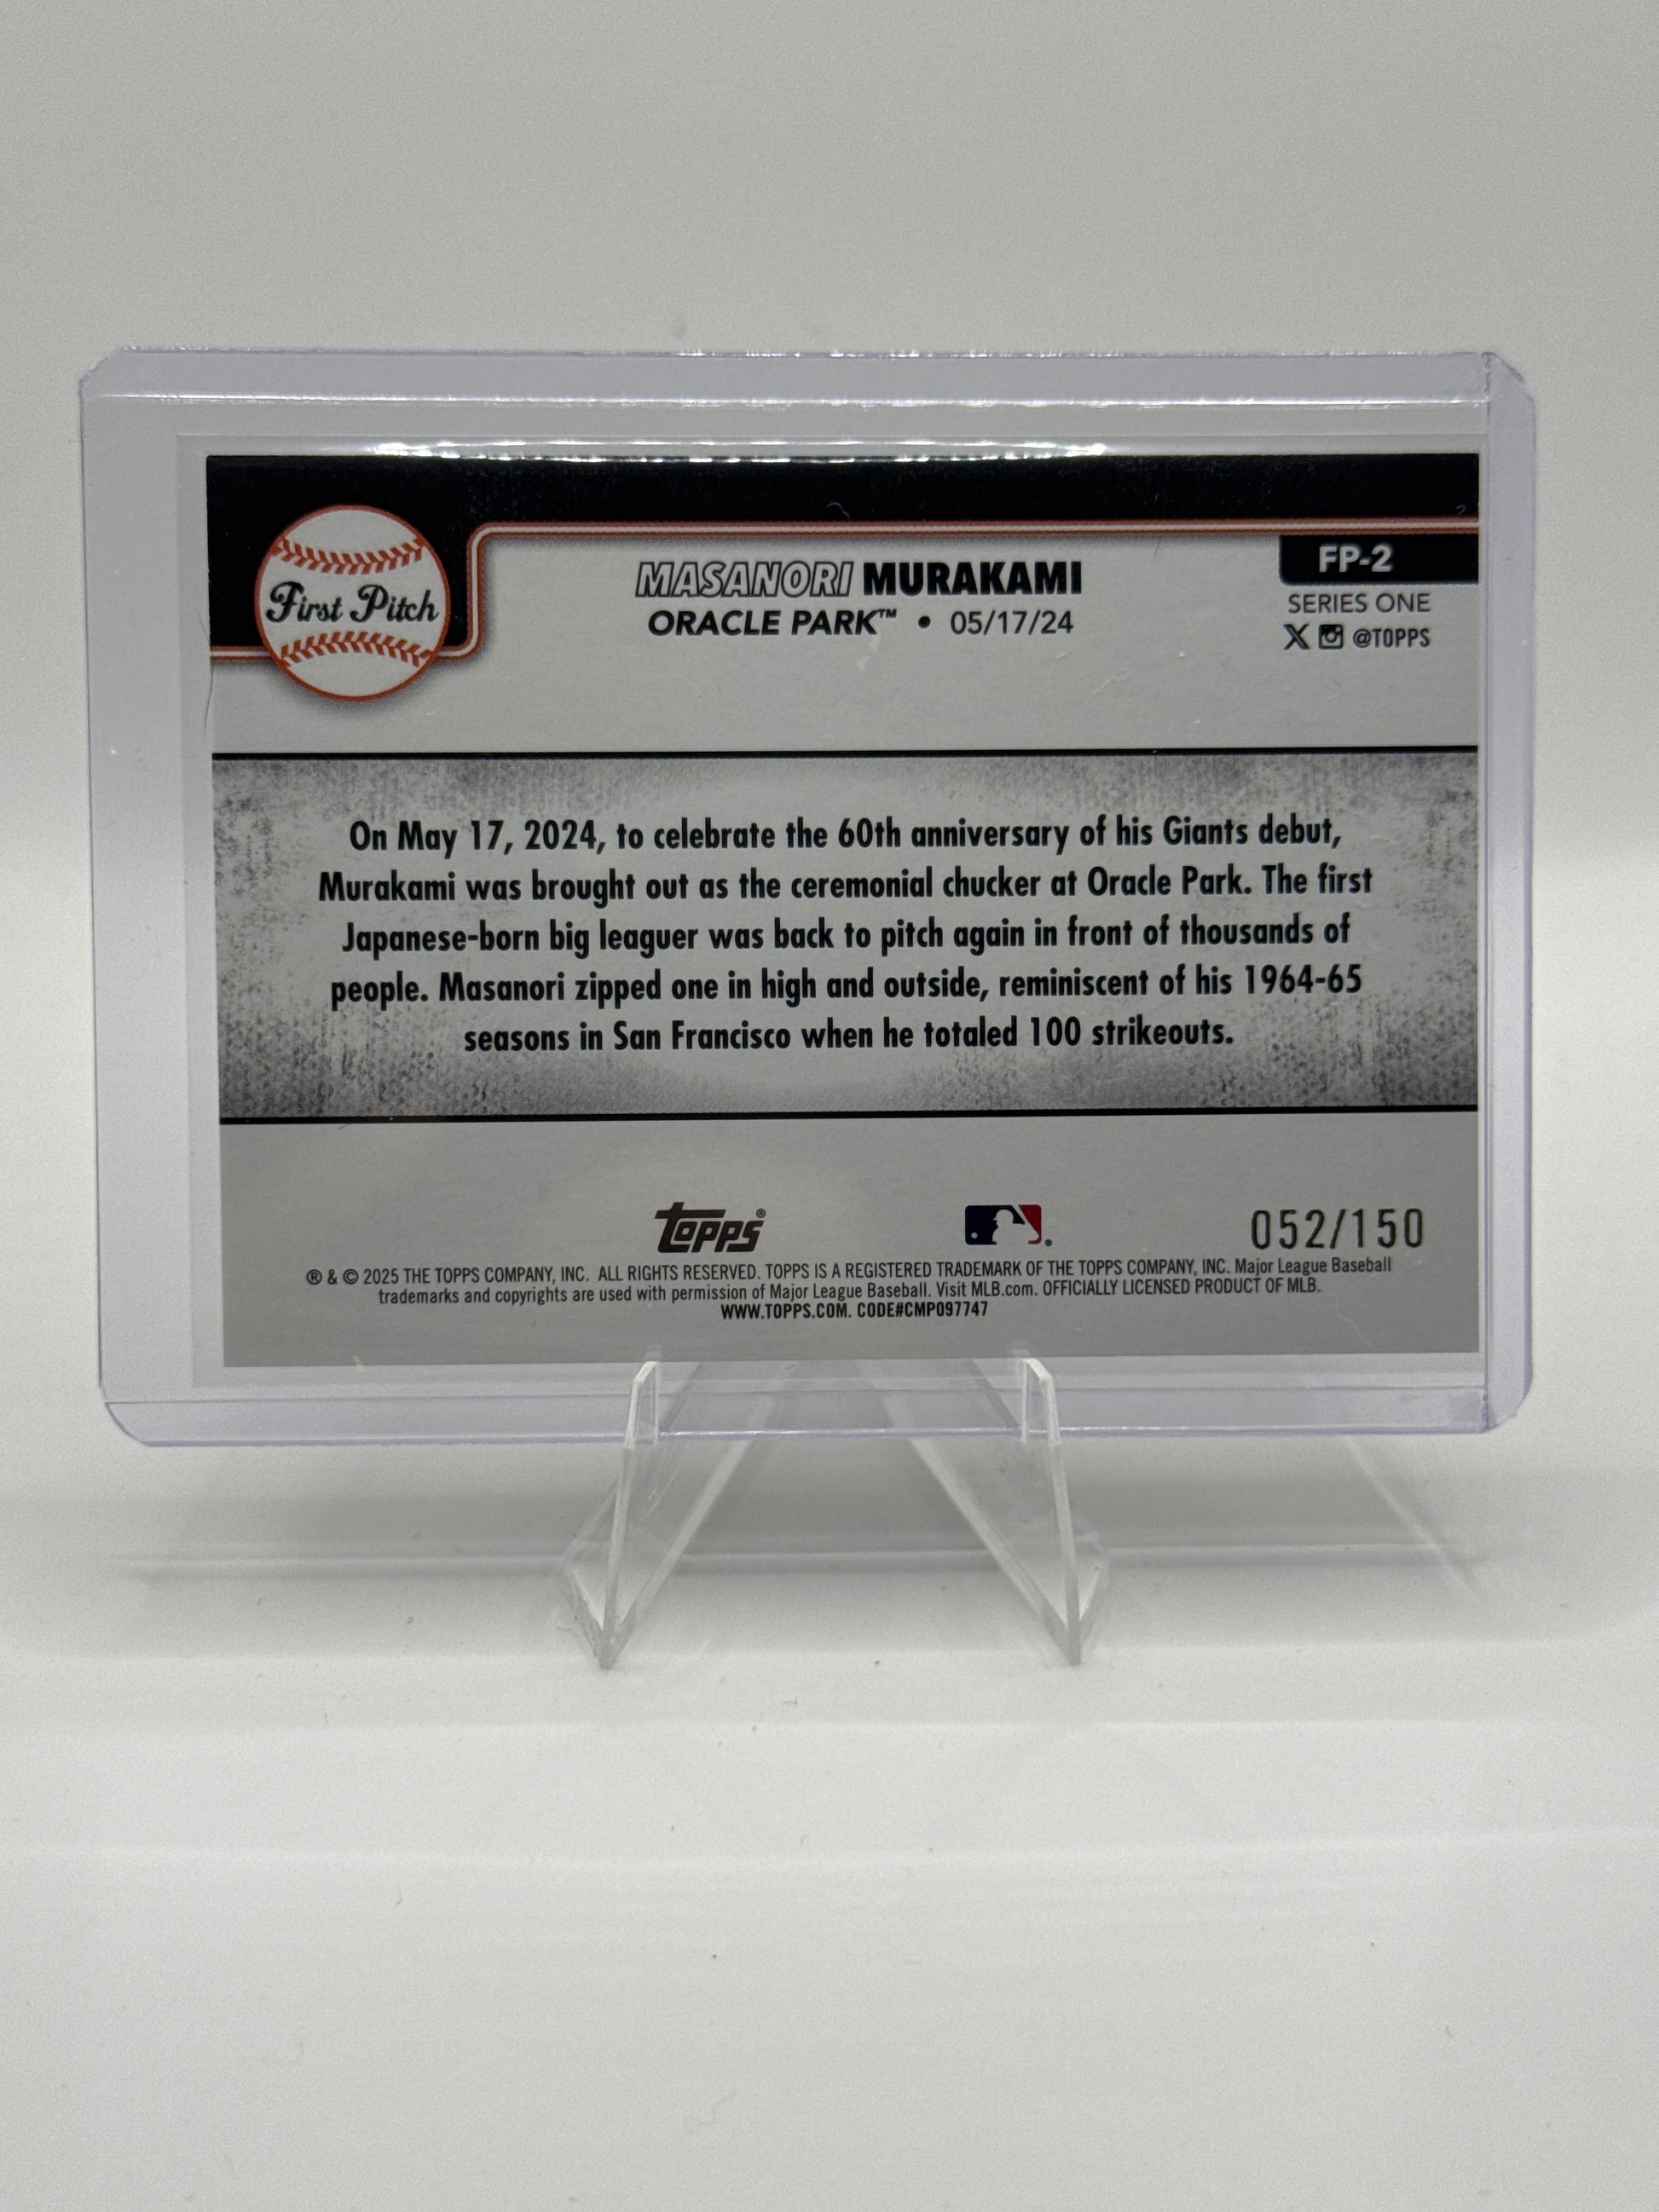 First Pitch
MASANORI MURAKAMI
ORACLE PARK™ • 05/17/24
FP-2
SERIES ONE
X @TOPPS
On May 17, 2024, to celebrate the 60th anniversary of his Giants debut,
Murakami was brought out as the ceremonial chucker at Oracle Park. The first
Japanese-born big leaguer was back to pitch again in front of thousands of
people. Masanori zipped one in high and outside, reminiscent of his 1964-65
seasons in San Francisco when he totaled 100 strikeouts.
topps®
052/150
® & © 2025 THE TOPPS COMPANY, INC. ALL RIGHTS RESERVED. TOPPS IS A REGISTERED TRADEMARK OF THE TOPPS COMPANY, INC. Major League Baseball
trademarks and copyrights are used with permission of Major League Baseball. Visit MLB.com. OFFICIALLY LICENSED PRODUCT OF MLB.
WWW.TOPPS.COM. CODE#CMP097747